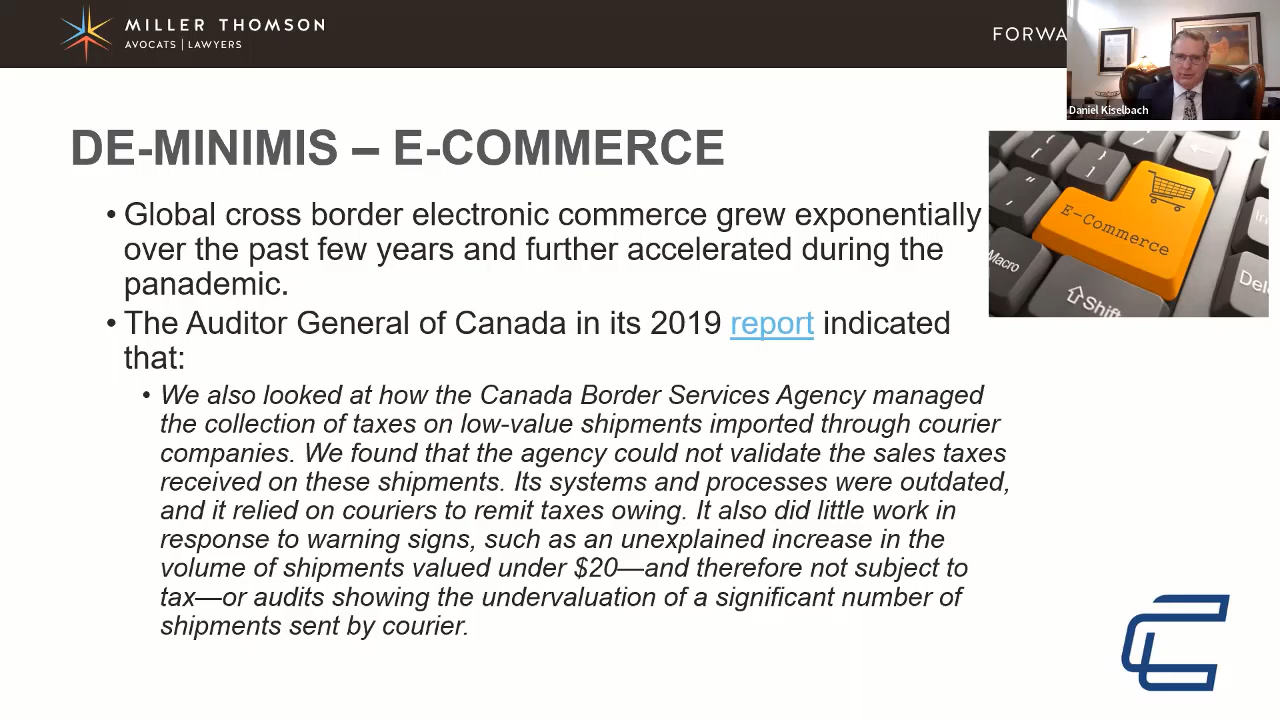 MILLER THOMSON
AVOCATS | LAWYERS
FORWA
Daniel Kiselbach
DE-MINIMIS – E-COMMERCE
• Global cross border electronic commerce grew exponentially
over the past few years and further accelerated during the
panademic.
• The Auditor General of Canada in its 2019 report indicated
that:
• We also looked at how the Canada Border Services Agency managed
the collection of taxes on low-value shipments imported through courier
companies. We found that the agency could not validate the sales taxes
received on these shipments. Its systems and processes were outdated,
and it relied on couriers to remit taxes owing. It also did little work in
response to warning signs, such as an unexplained increase in the
volume of shipments valued under $20—and therefore not subject to
tax—or audits showing the undervaluation of a significant number of
shipments sent by courier.
E-Commerce
Macro
Shift
Del